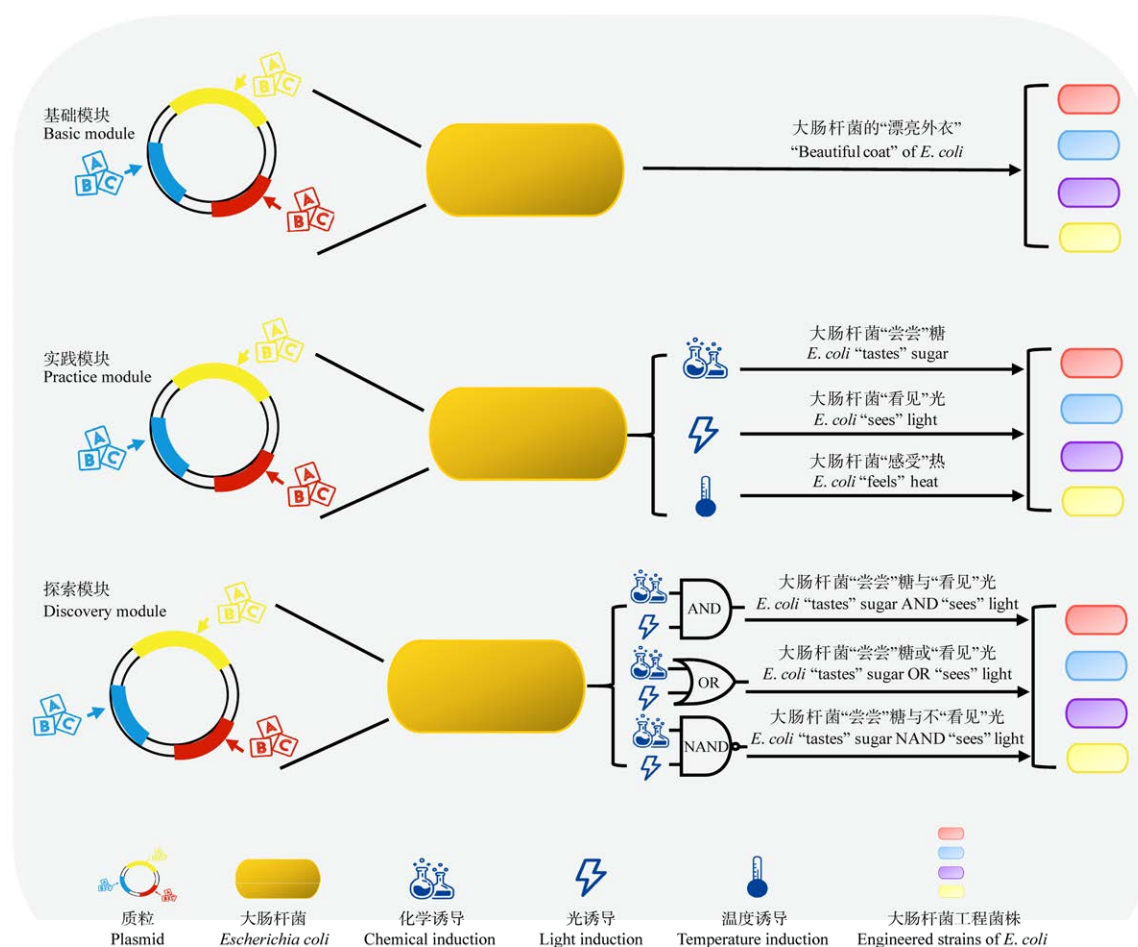 A
B C
基础模块
Basic module
A
B C
A
B C
大肠杆菌的“漂亮外衣”
“Beautiful coat” of E. coli
A
B C
实践模块
Practice module
A
B C
A
B C
大肠杆菌“尝尝”糖
E. coli “tastes” sugar
大肠杆菌“看见”光
E. coli “sees” light
大肠杆菌“感受”热
E. coli “feels” heat
探索模块
Discovery module
A
B C
A
B C
A
B C
AND
大肠杆菌“尝尝”糖与“看见”光
E. coli “tastes” sugar AND “sees” light
OR
大肠杆菌“尝尝”糖或“看见”光
E. coli “tastes” sugar OR “sees” light
NAND
大肠杆菌“尝尝”糖与不“看见”光
E. coli “tastes” sugar NAND “sees” light
质粒
Plasmid
大肠杆菌
Escherichia coli
化学诱导
Chemical induction
光诱导
Light induction
温度诱导
Temperature induction
大肠杆菌工程菌株
Engineered strains of E. coli